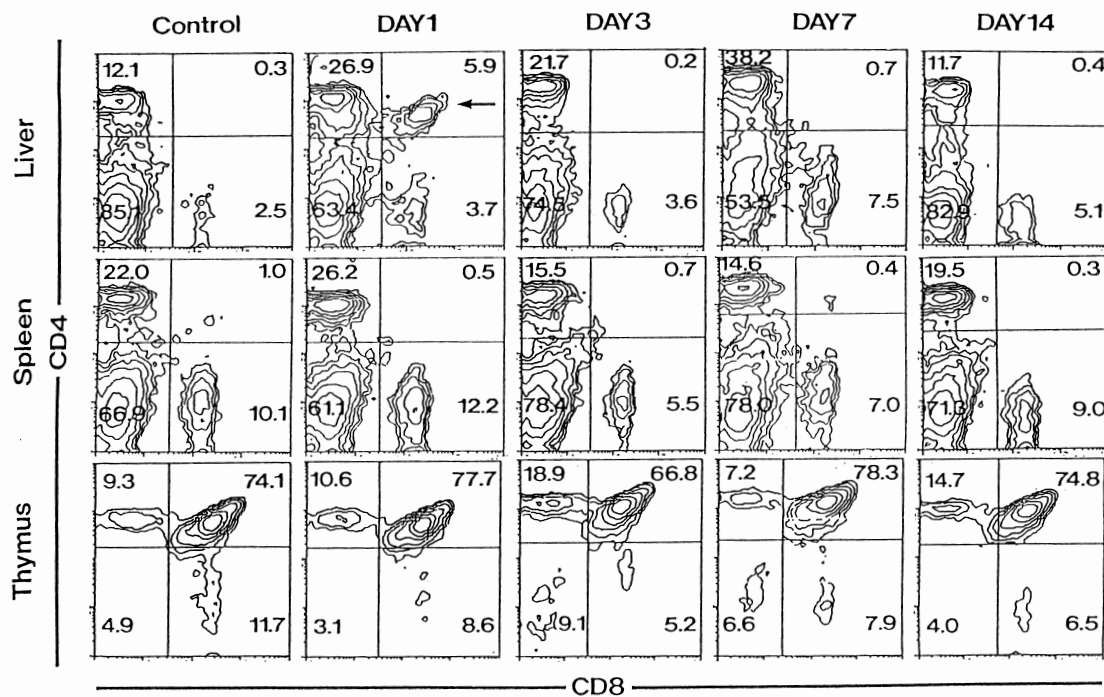 Control DAY1 DAY3 DAY7 DAY14
Liver
12.1 0.3 26.9 5.9 21.7 0.2 38.2 0.7 11.7 0.4
85.1 2.5 63.4 3.7 74.5 3.6 53.5 7.5 82.9 5.1
Spleen
CD4
22.0 1.0 26.2 0.5 15.5 0.7 14.6 0.4 19.5 0.3
66.9 10.1 61.1 12.2 78.4 5.5 78.0 7.0 71.3 9.0
Thymus
9.3 74.1 10.6 77.7 18.9 66.8 7.2 78.3 14.7 74.8
4.9 11.7 3.1 8.6 9.1 5.2 6.6 7.9 4.0 6.5
CD8